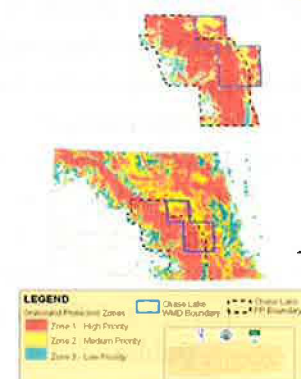 LEGEND
Grassland Protection Zones
Zone 1 - High Priority
Zone 2 - Medium Priority
Zone 3 - Low Priority
Chase Lake
WMD Boundary
Chase Lake
PP Boundary